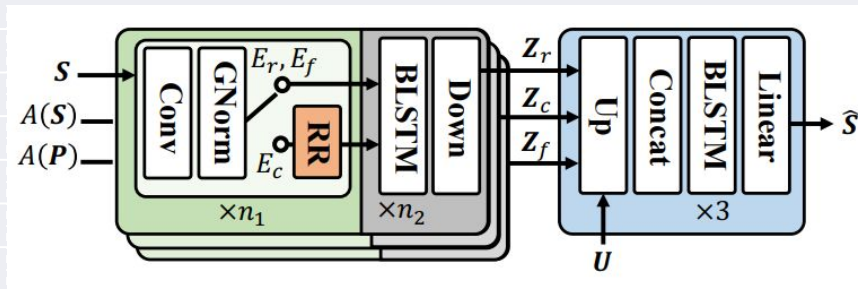 S
A(S)
A(P)
Conv
GNorm
E_r, E_f
E_c
RR
×n_1
BLSTM
Down
×n_2
Z_r
Z_c
Z_f
Up
Concat
BLSTM
Linear
×3
U
Ŝ